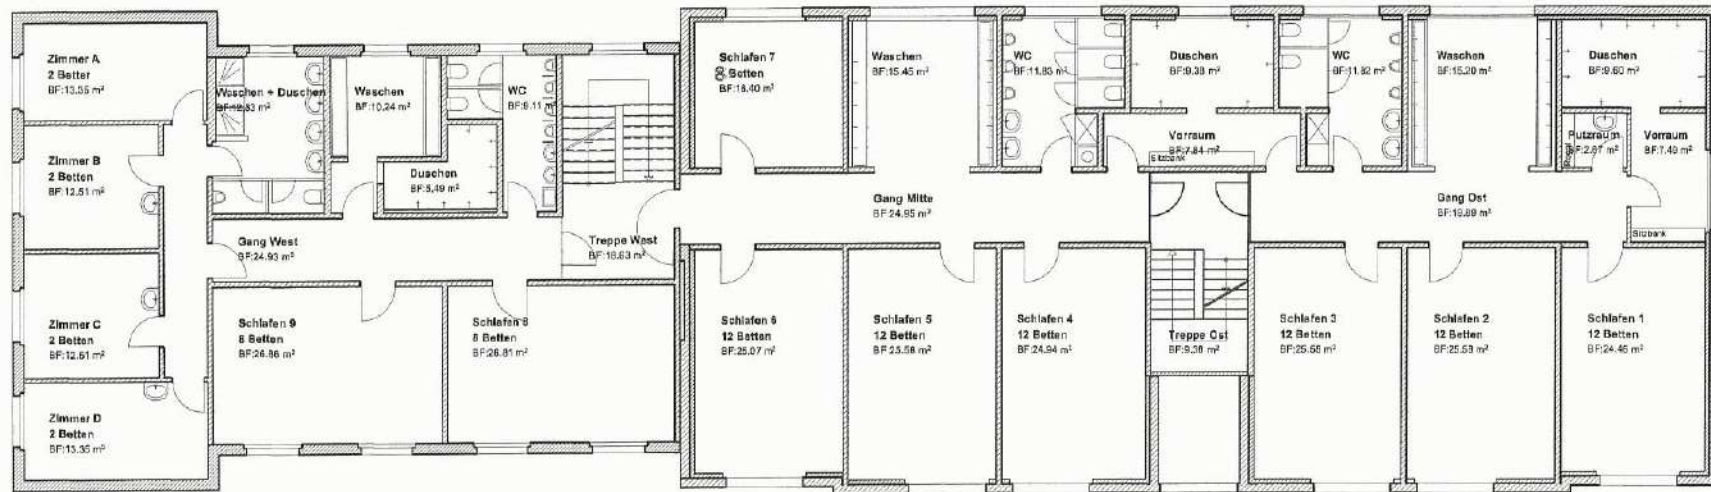 Zimmer A
2 Better
BF:13.35 m²
Waschen + Duschen
BF:12.83 m²
Waschen
BF:10.24 m²
WC
BF:9.11 m²
Schlafen 7
8 Betten
BF:18.40 m²
Waschen
BF:15.45 m²
WC
BF:11.83 m²
Duschen
BF:9.38 m²
WC
BF:11.82 m²
Waschen
BF:15.20 m²
Duschen
BF:9.60 m²
Zimmer B
2 Betten
BF:12.51 m²
Duschen
BF:5.49 m²
Vorraum
BF:7.84 m²
Sitzbank
Putzraum
BF:2.67 m²
Vorraum
BF:7.49 m²
Gang West
BF:24.93 m²
Treppe West
BF:18.63 m²
Gang Mitte
BF:24.95 m²
Gang Ost
BF:19.89 m²
Sitzbank
Zimmer C
2 Betten
BF:12.61 m²
Schlafen 9
8 Betten
BF:26.86 m²
Schlafen 8
8 Betten
BF:26.81 m²
Schlafen 6
12 Betten
BF:25.07 m²
Schlafen 5
12 Betten
BF:25.58 m²
Schlafen 4
12 Betten
BF:24.94 m²
Treppe Ost
BF:9.38 m²
Schlafen 3
12 Betten
BF:25.58 m²
Schlafen 2
12 Betten
BF:25.58 m²
Schlafen 1
12 Betten
BF:24.46 m²
Zimmer D
2 Betten
BF:13.35 m²